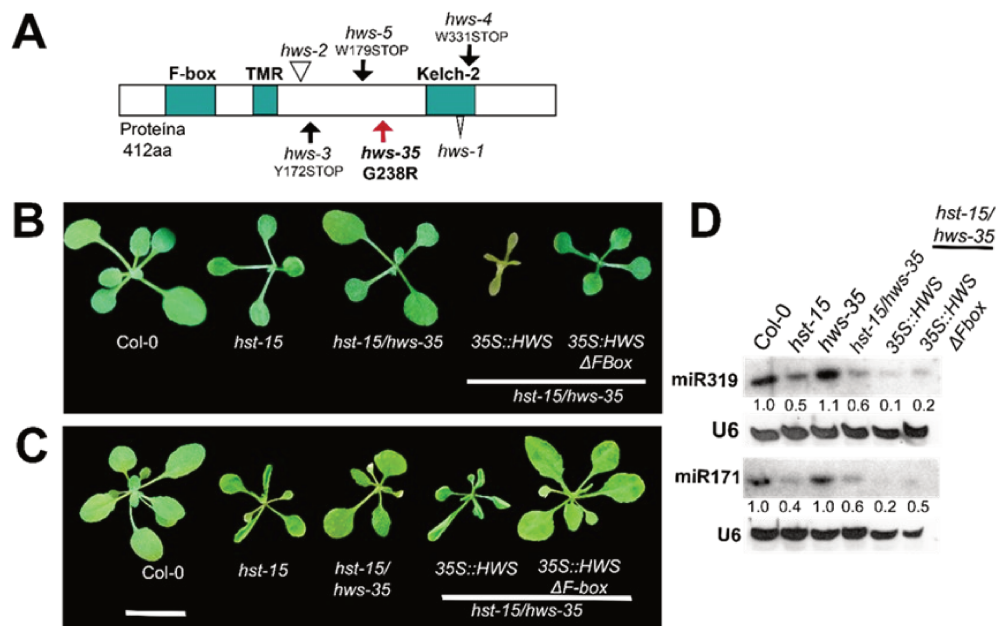 A
hws-2
hws-5
W179STOP
hws-4
W331STOP
F-box
TMR
Kelch-2
Proteína
412aa
hws-3
Y172STOP
hws-35
G238R
hws-1
B
Col-0
hst-15
hst-15/hws-35
35S::HWS
35S:HWS
ΔFBox
hst-15/hws-35
C
Col-0
hst-15
hst-15/
hws-35
35S::HWS
35S::HWS
ΔF-box
hst-15/hws-35
D
hst-15/
hws-35
Col-0
hst-15
hws-35
hst-15/hws-35
35S::HWS
35S::HWS
ΔFbox
miR319
1.0 0.5 1.1 0.6 0.1 0.2
U6
miR171
1.0 0.4 1.0 0.6 0.2 0.5
U6